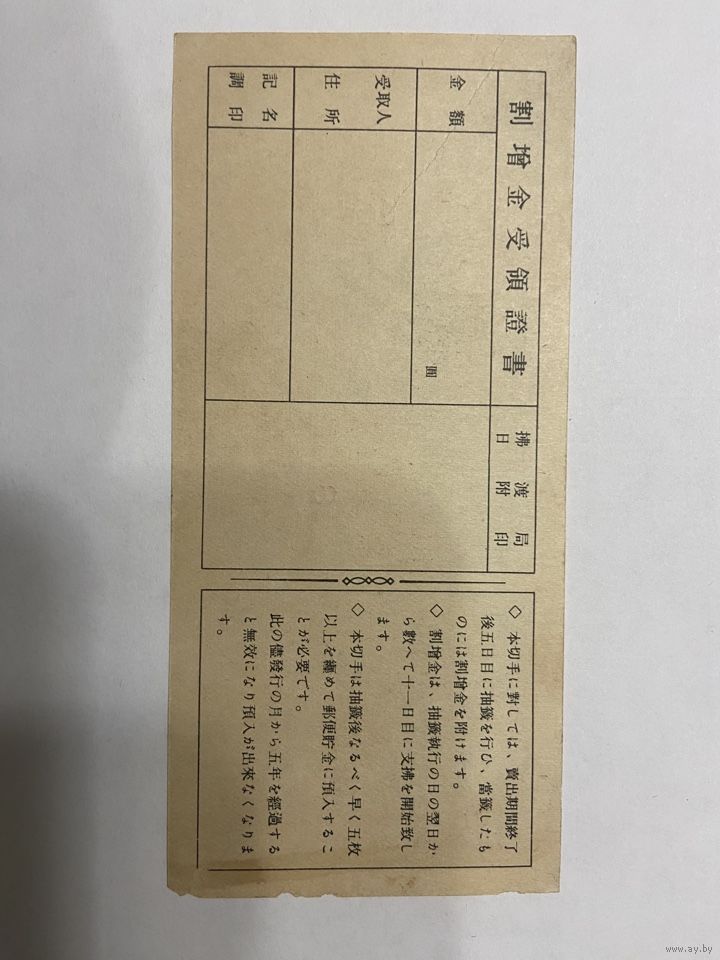 割增金受領證書
金額
圓
受取人
住所
記名
調印
拂渡局
日附印
◇ 本切手に對しては、賣出期間終了
後五日目に抽籤を行ひ、當籤したも
のには割增金を附けます。
◇ 割增金は、抽籤執行の日の翌日か
ら數へて十一日目に支拂を開始致し
ます。
◇ 本切手は抽籤後なるべく早く五枚
以上を纏めて郵便貯金に預入するこ
とが必要です。
此の儘發行の月から五年を經過する
と無效になり預入が出來なくなりま
す。
www.ay.by